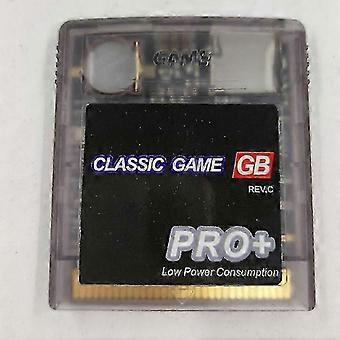 GAME
CLASSIC GAME GB
REV.C
PRO+
Low Power Consumption